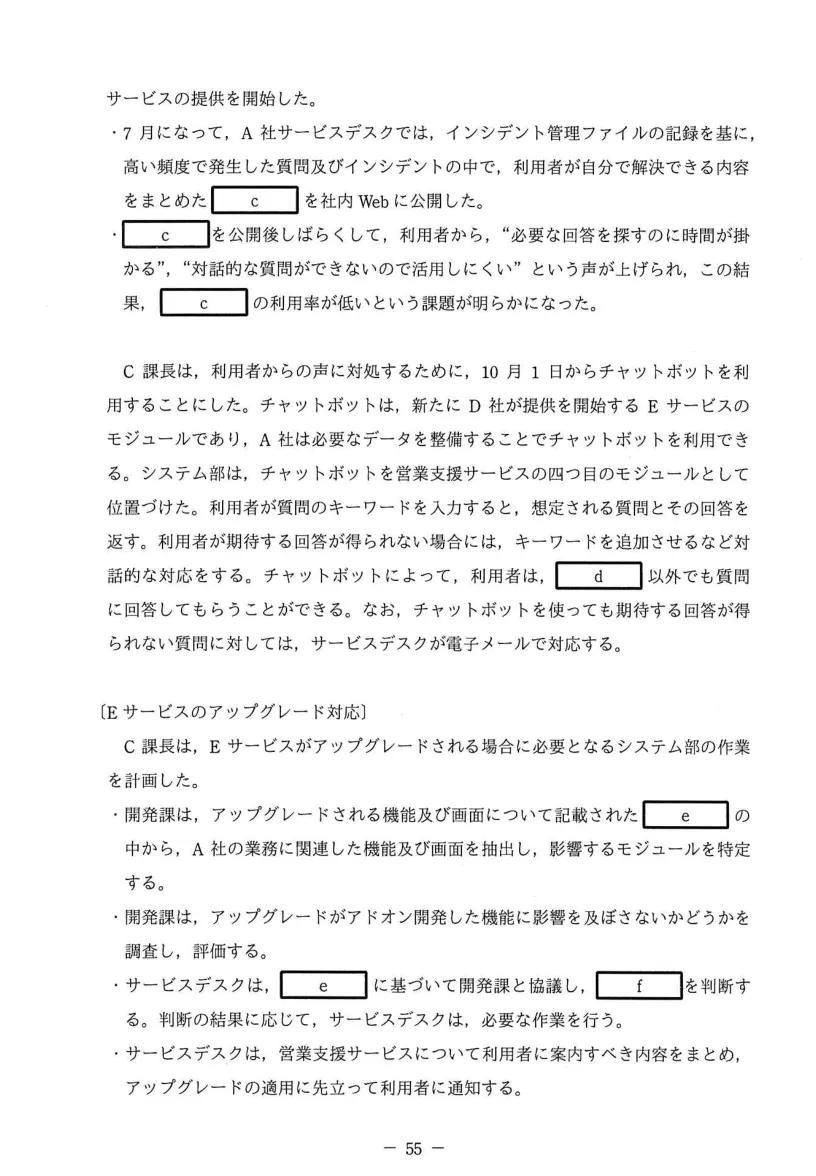 サービスの提供を開始した。
・7 月になって，A 社サービスデスクでは，インシデント管理ファイルの記録を基に，
高い頻度で発生した質問及びインシデントの中で，利用者が自分で解決できる内容
をまとめた c を社内 Web に公開した。
・ c を公開後しばらくして，利用者から，“必要な回答を探すのに時間が掛
かる”，“対話的な質問ができないので活用しにくい” という声が上げられ，この結
果， c の利用率が低いという課題が明らかになった。
C 課長は，利用者からの声に対処するために，10 月 1 日からチャットボットを利
用することにした。チャットボットは，新たに D 社が提供を開始する E サービスの
モジュールであり，A 社は必要なデータを整備することでチャットボットを利用でき
る。システム部は，チャットボットを営業支援サービスの四つ目のモジュールとして
位置づけた。利用者が質問のキーワードを入力すると，想定される質問とその回答を
返す。利用者が期待する回答が得られない場合には，キーワードを追加させるなど対
話的な対応をする。チャットボットによって，利用者は， d 以外でも質問
に回答してもらうことができる。なお，チャットボットを使っても期待する回答が得
られない質問に対しては，サービスデスクが電子メールで対応する。
〔E サービスのアップグレード対応〕
C 課長は，E サービスがアップグレードされる場合に必要となるシステム部の作業
を計画した。
・開発課は，アップグレードされる機能及び画面について記載された e の
中から，A 社の業務に関連した機能及び画面を抽出し，影響するモジュールを特定
する。
・開発課は，アップグレードがアドオン開発した機能に影響を及ぼさないかどうかを
調査し，評価する。
・サービスデスクは， e に基づいて開発課と協議し， f を判断す
る。判断の結果に応じて，サービスデスクは，必要な作業を行う。
・サービスデスクは，営業支援サービスについて利用者に案内すべき内容をまとめ，
アップグレードの適用に先立って利用者に通知する。
－ 55 －